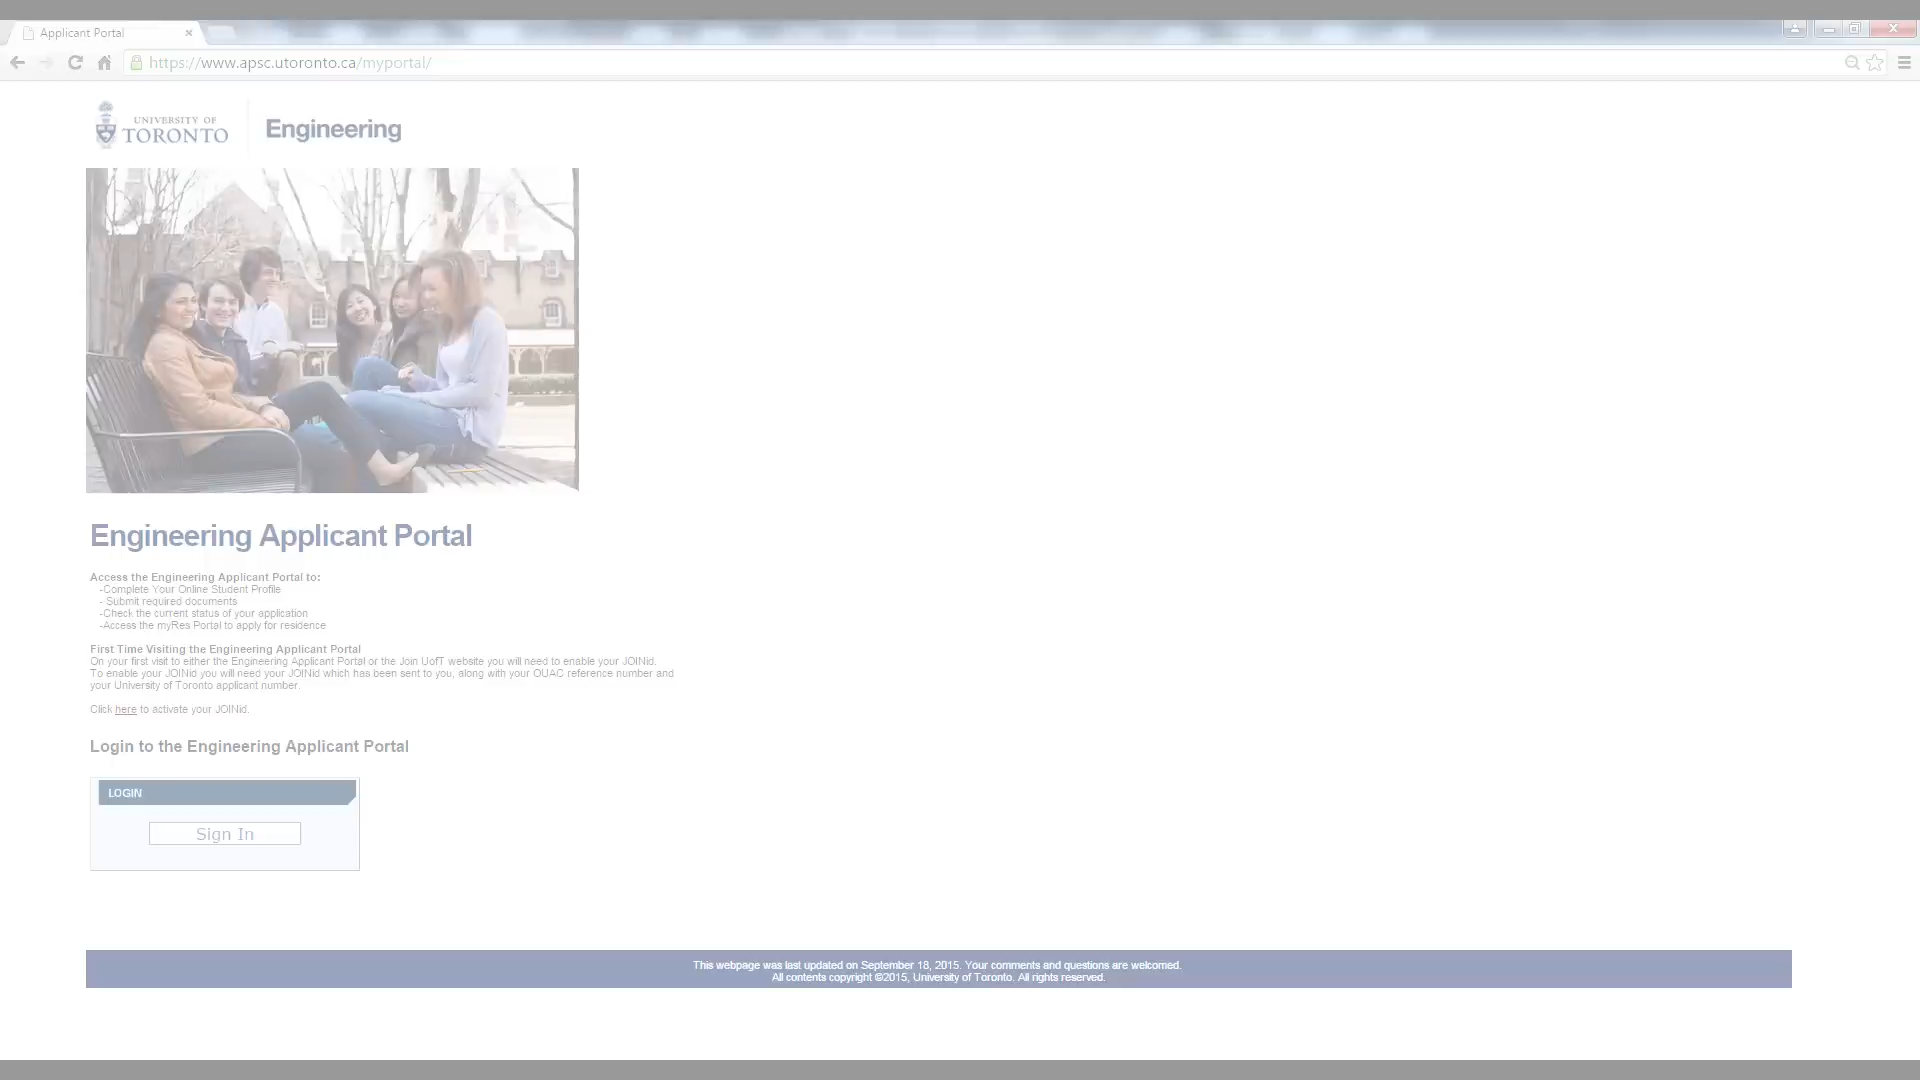 Applicant Portal
https://www.apsc.utoronto.ca/myportal/
UNIVERSITY OF
TORONTO
Engineering
Engineering Applicant Portal
Access the Engineering Applicant Portal to:
-Complete Your Online Student Profile
- Submit required documents
-Check the current status of your application
-Access the myRes Portal to apply for residence
First Time Visiting the Engineering Applicant Portal
On your first visit to either the Engineering Applicant Portal or the Join UofT website you will need to enable your JOINid.
To enable your JOINid you will need your JOINid which has been sent to you, along with your OUAC reference number and
your University of Toronto applicant number.
Click here to activate your JOINid.
Login to the Engineering Applicant Portal
LOGIN
Sign In
This webpage was last updated on September 18, 2015. Your comments and questions are welcomed.
All contents copyright ©2015, University of Toronto. All rights reserved.